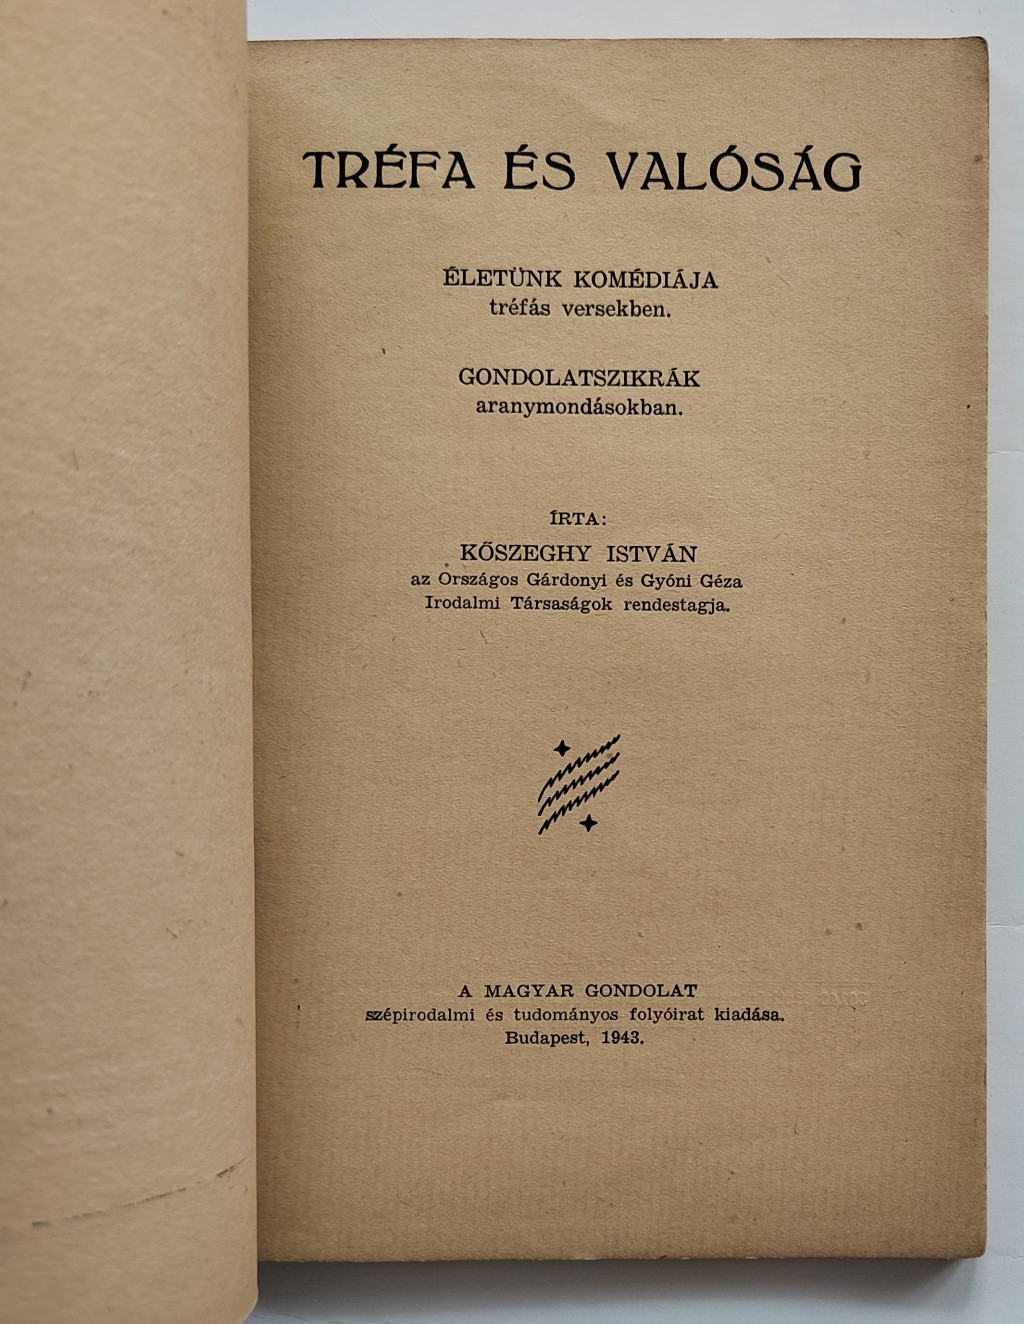 TRÉFA ÉS VALÓSÁG
ÉLETÜNK KOMÉDIÁJA
tréfás versekben.
GONDOLATSZIKRÁK
aranymondásokban.
ÍRTA:
KŐSZEGHY ISTVÁN
az Országos Gárdonyi és Gyóni Géza
Irodalmi Társaságok rendestagja.
A MAGYAR GONDOLAT
szépirodalmi és tudományos folyóirat kiadása.
Budapest, 1943.